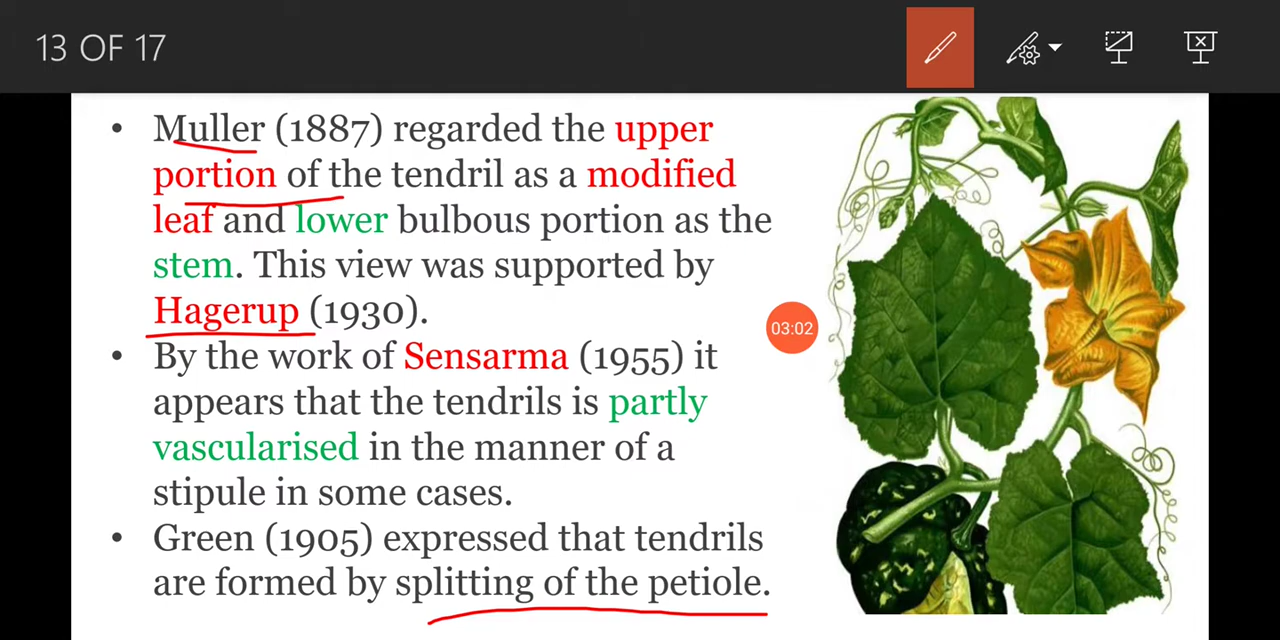 13 OF 17
• Muller (1887) regarded the upper
portion of the tendril as a modified
leaf and lower bulbous portion as the
stem. This view was supported by
Hagerup (1930).
03:02
• By the work of Sensarma (1955) it
appears that the tendrils is partly
vascularised in the manner of a
stipule in some cases.
• Green (1905) expressed that tendrils
are formed by splitting of the petiole.